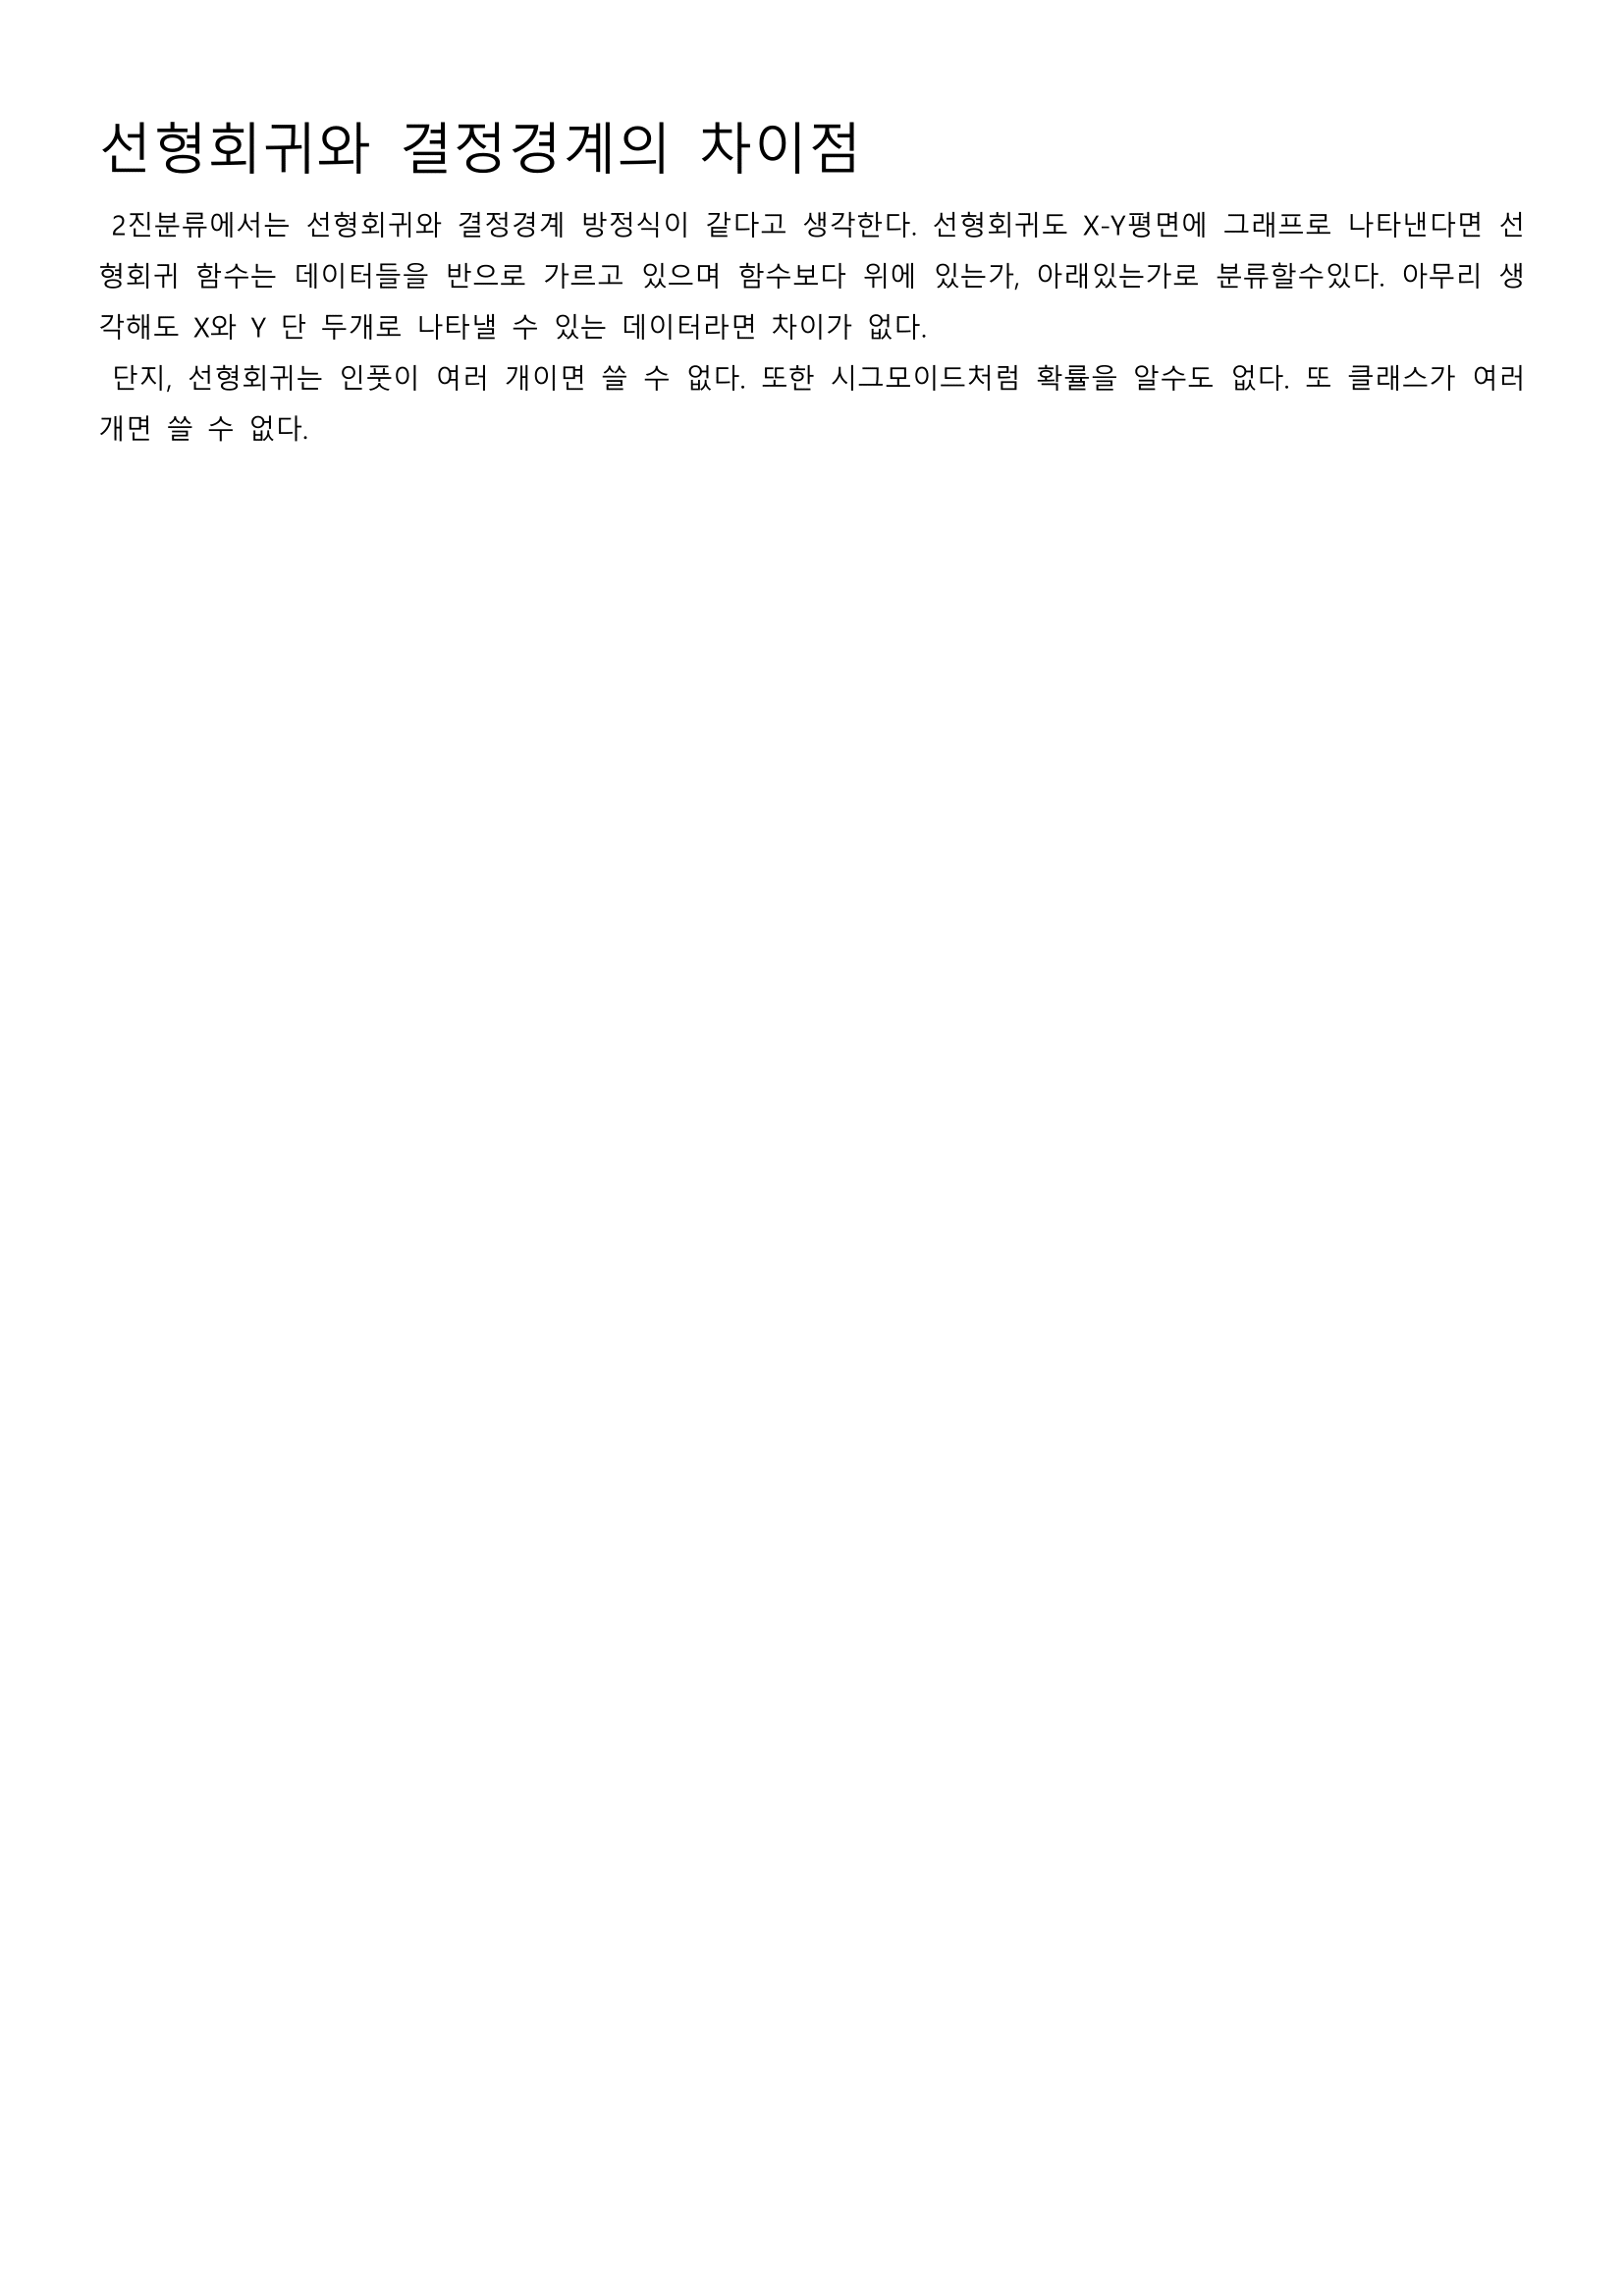 선형회귀와 결정경계의 차이점
2진분류에서는 선형회귀와 결정경계 방정식이 같다고 생각한다. 선형회귀도 X-Y평면에 그래프로 나타낸다면 선
형회귀 함수는 데이터들을 반으로 가르고 있으며 함수보다 위에 있는가, 아래있는가로 분류할수있다. 아무리 생
각해도 X와 Y 단 두개로 나타낼 수 있는 데이터라면 차이가 없다.
단지, 선형회귀는 인풋이 여러 개이면 쓸 수 없다. 또한 시그모이드처럼 확률을 알수도 없다. 또 클래스가 여러
개면 쓸 수 없다.